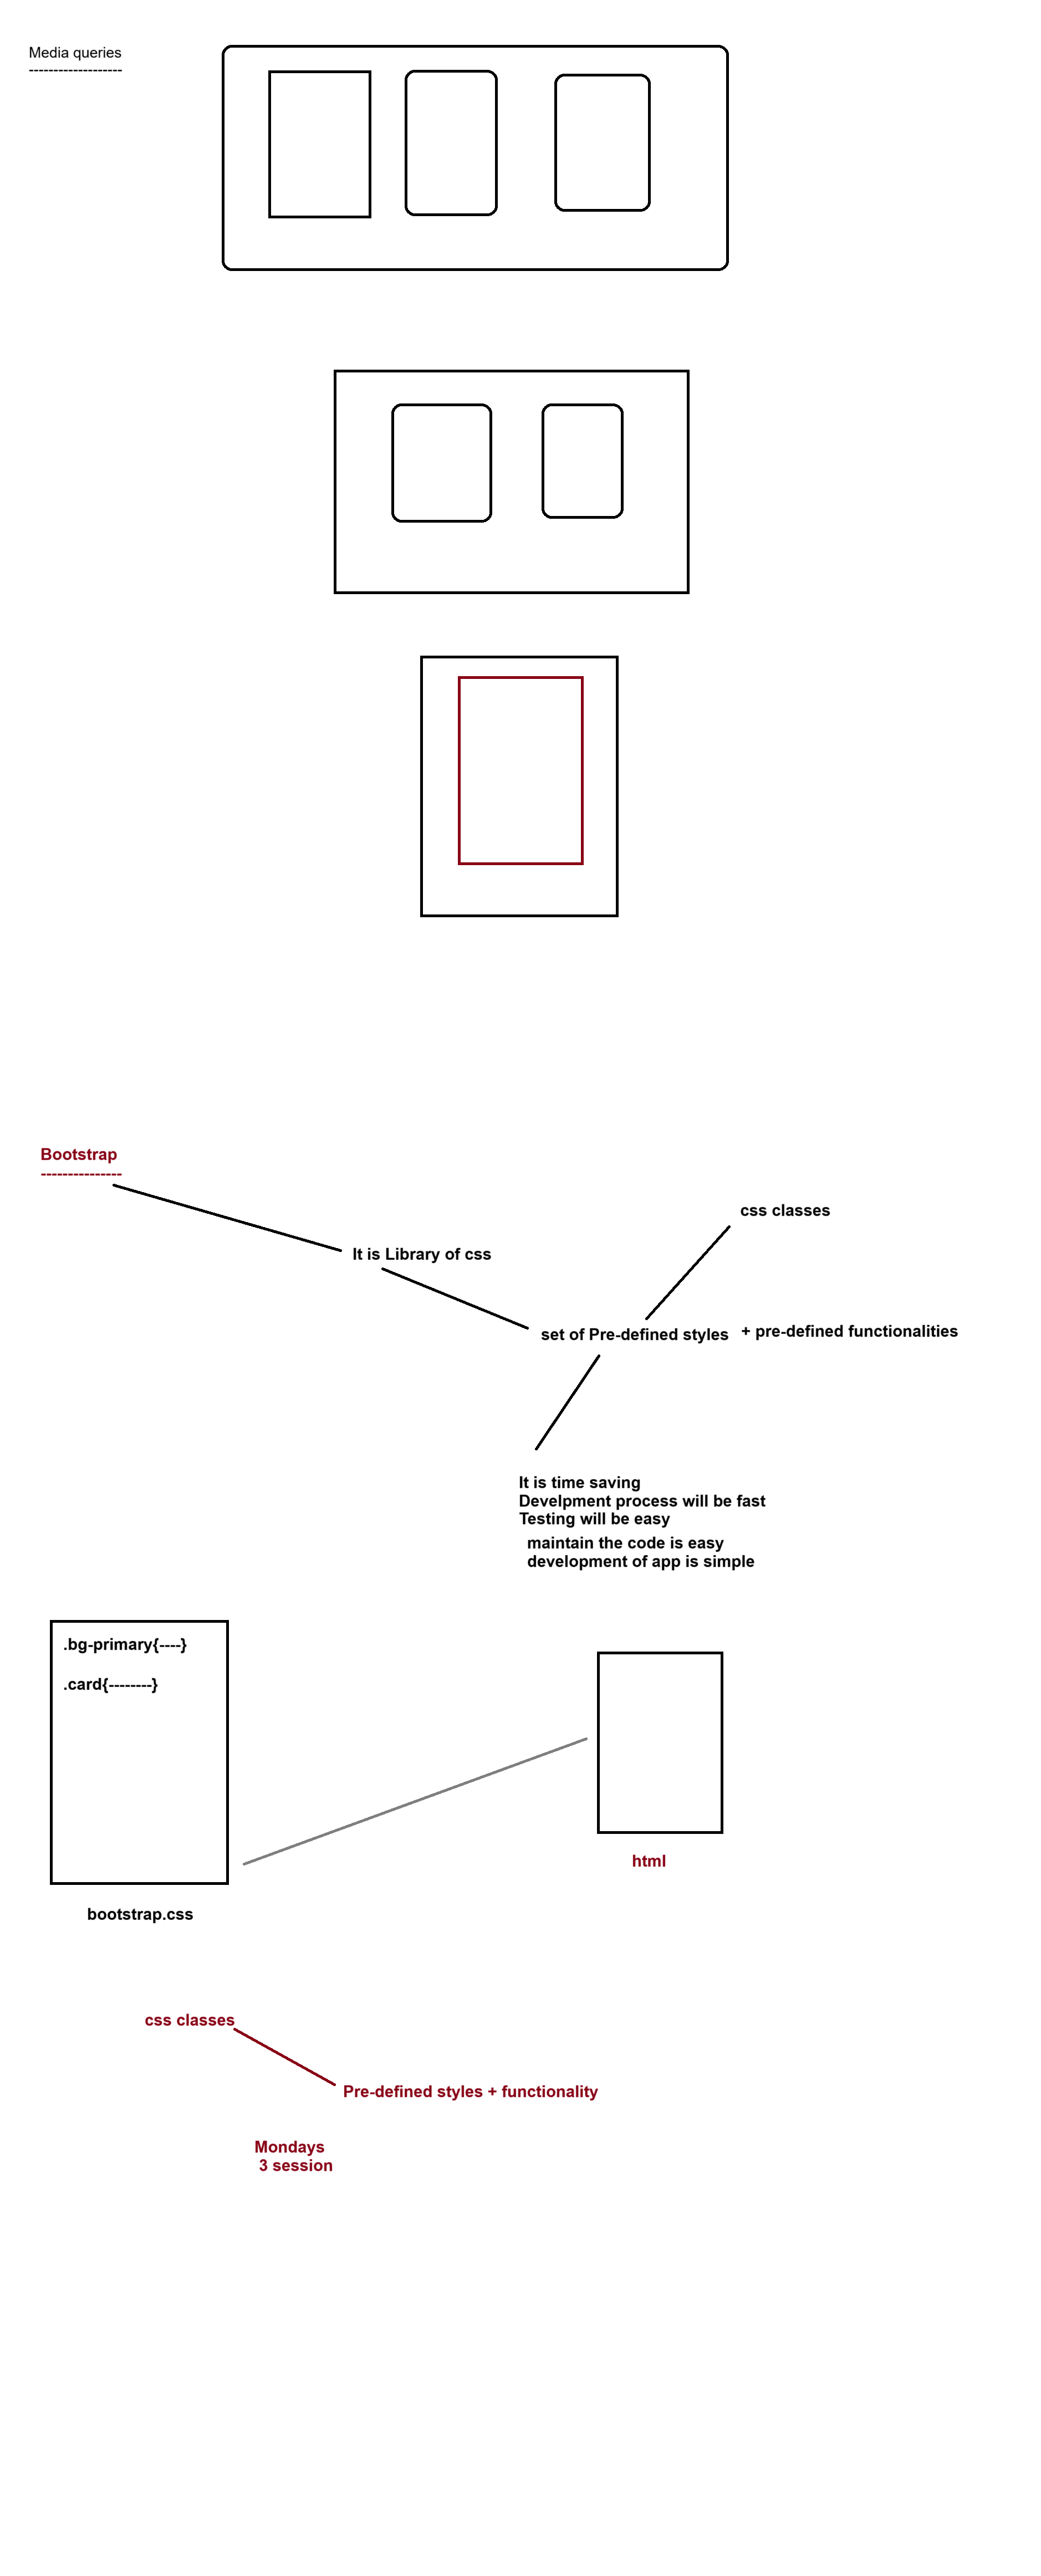 Media queries
-------------------
Bootstrap
---------------
css classes
It is Library of css
set of Pre-defined styles + pre-defined functionalities
It is time saving
Develpment process will be fast
Testing will be easy
maintain the code is easy
development of app is simple
.bg-primary{----}
.card{--------}
html
bootstrap.css
css classes
Pre-defined styles + functionality
Mondays
3 session